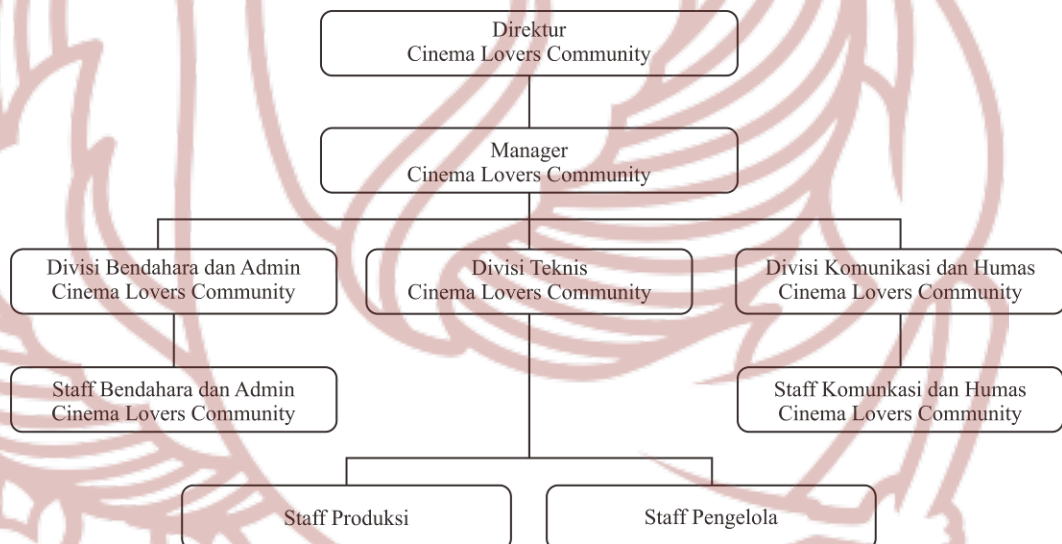 Direktur
Cinema Lovers Community
Manager
Cinema Lovers Community
Divisi Bendahara dan Admin
Cinema Lovers Community
Divisi Teknis
Cinema Lovers Community
Divisi Komunikasi dan Humas
Cinema Lovers Community
Staff Bendahara dan Admin
Cinema Lovers Community
Staff Komunkasi dan Humas
Cinema Lovers Community
Staff Produksi
Staff Pengelola